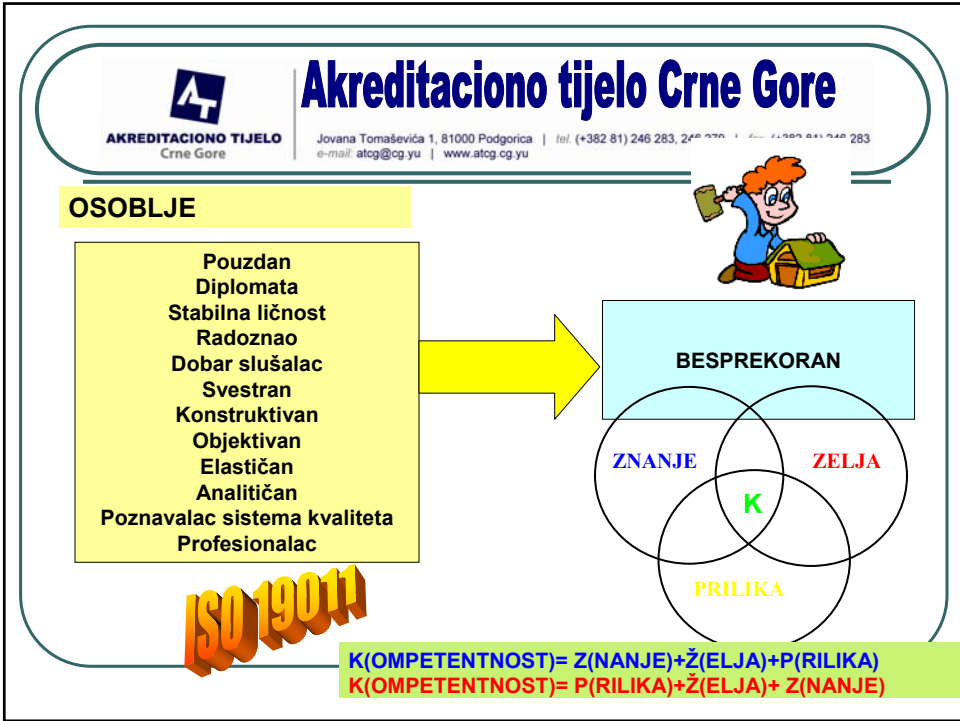 Akreditaciono tijelo Crne Gore
AKREDITACIONO TIJELO
Crne Gore
Jovana Tomaševića 1, 81000 Podgorica | tel. (+382 81) 246 283, 283
e-mail: atcg@cg.yu | www.atcg.cg.yu
OSOBLJE
Pouzdan
Diplomata
Stabilna ličnost
Radoznao
Dobar slušalac
Svestran
Konstruktivan
Objektivan
Elastičan
Analitičan
Poznavalac sistema kvaliteta
Profesionalac
ISO 19011
BESPREKORAN
ZNANJE
ZELJA
K
PRILIKA
K(OMPETENTNOST)= Z(NANJE)+Ž(ELJA)+P(RILIKA)
K(OMPETENTNOST)= P(RILIKA)+Ž(ELJA)+ Z(NANJE)